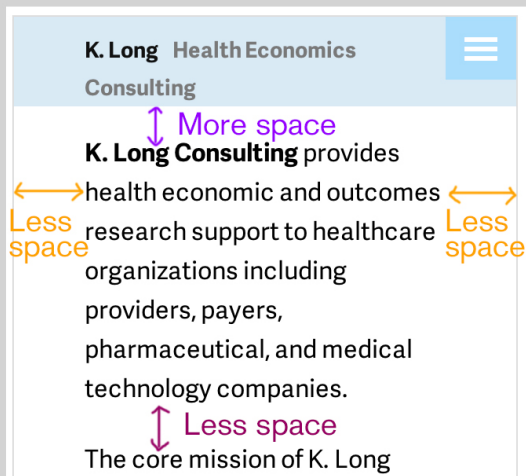 K. Long Health Economics
Consulting
More space
K. Long Consulting provides
health economic and outcomes
Less
space
Less
space
research support to healthcare
organizations including
providers, payers,
pharmaceutical, and medical
technology companies.
Less space
The core mission of K. Long